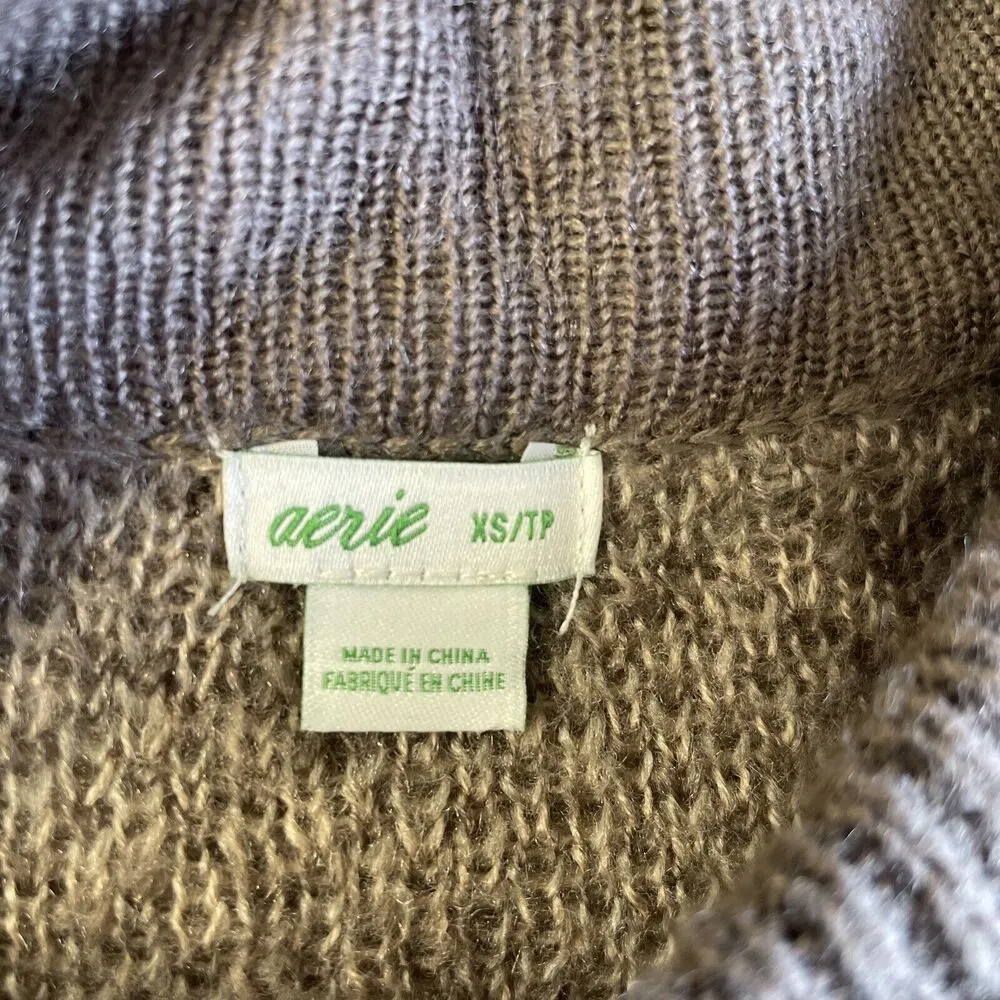 aerie XS/TP
MADE IN CHINA
FABRIQUÉ EN CHINE